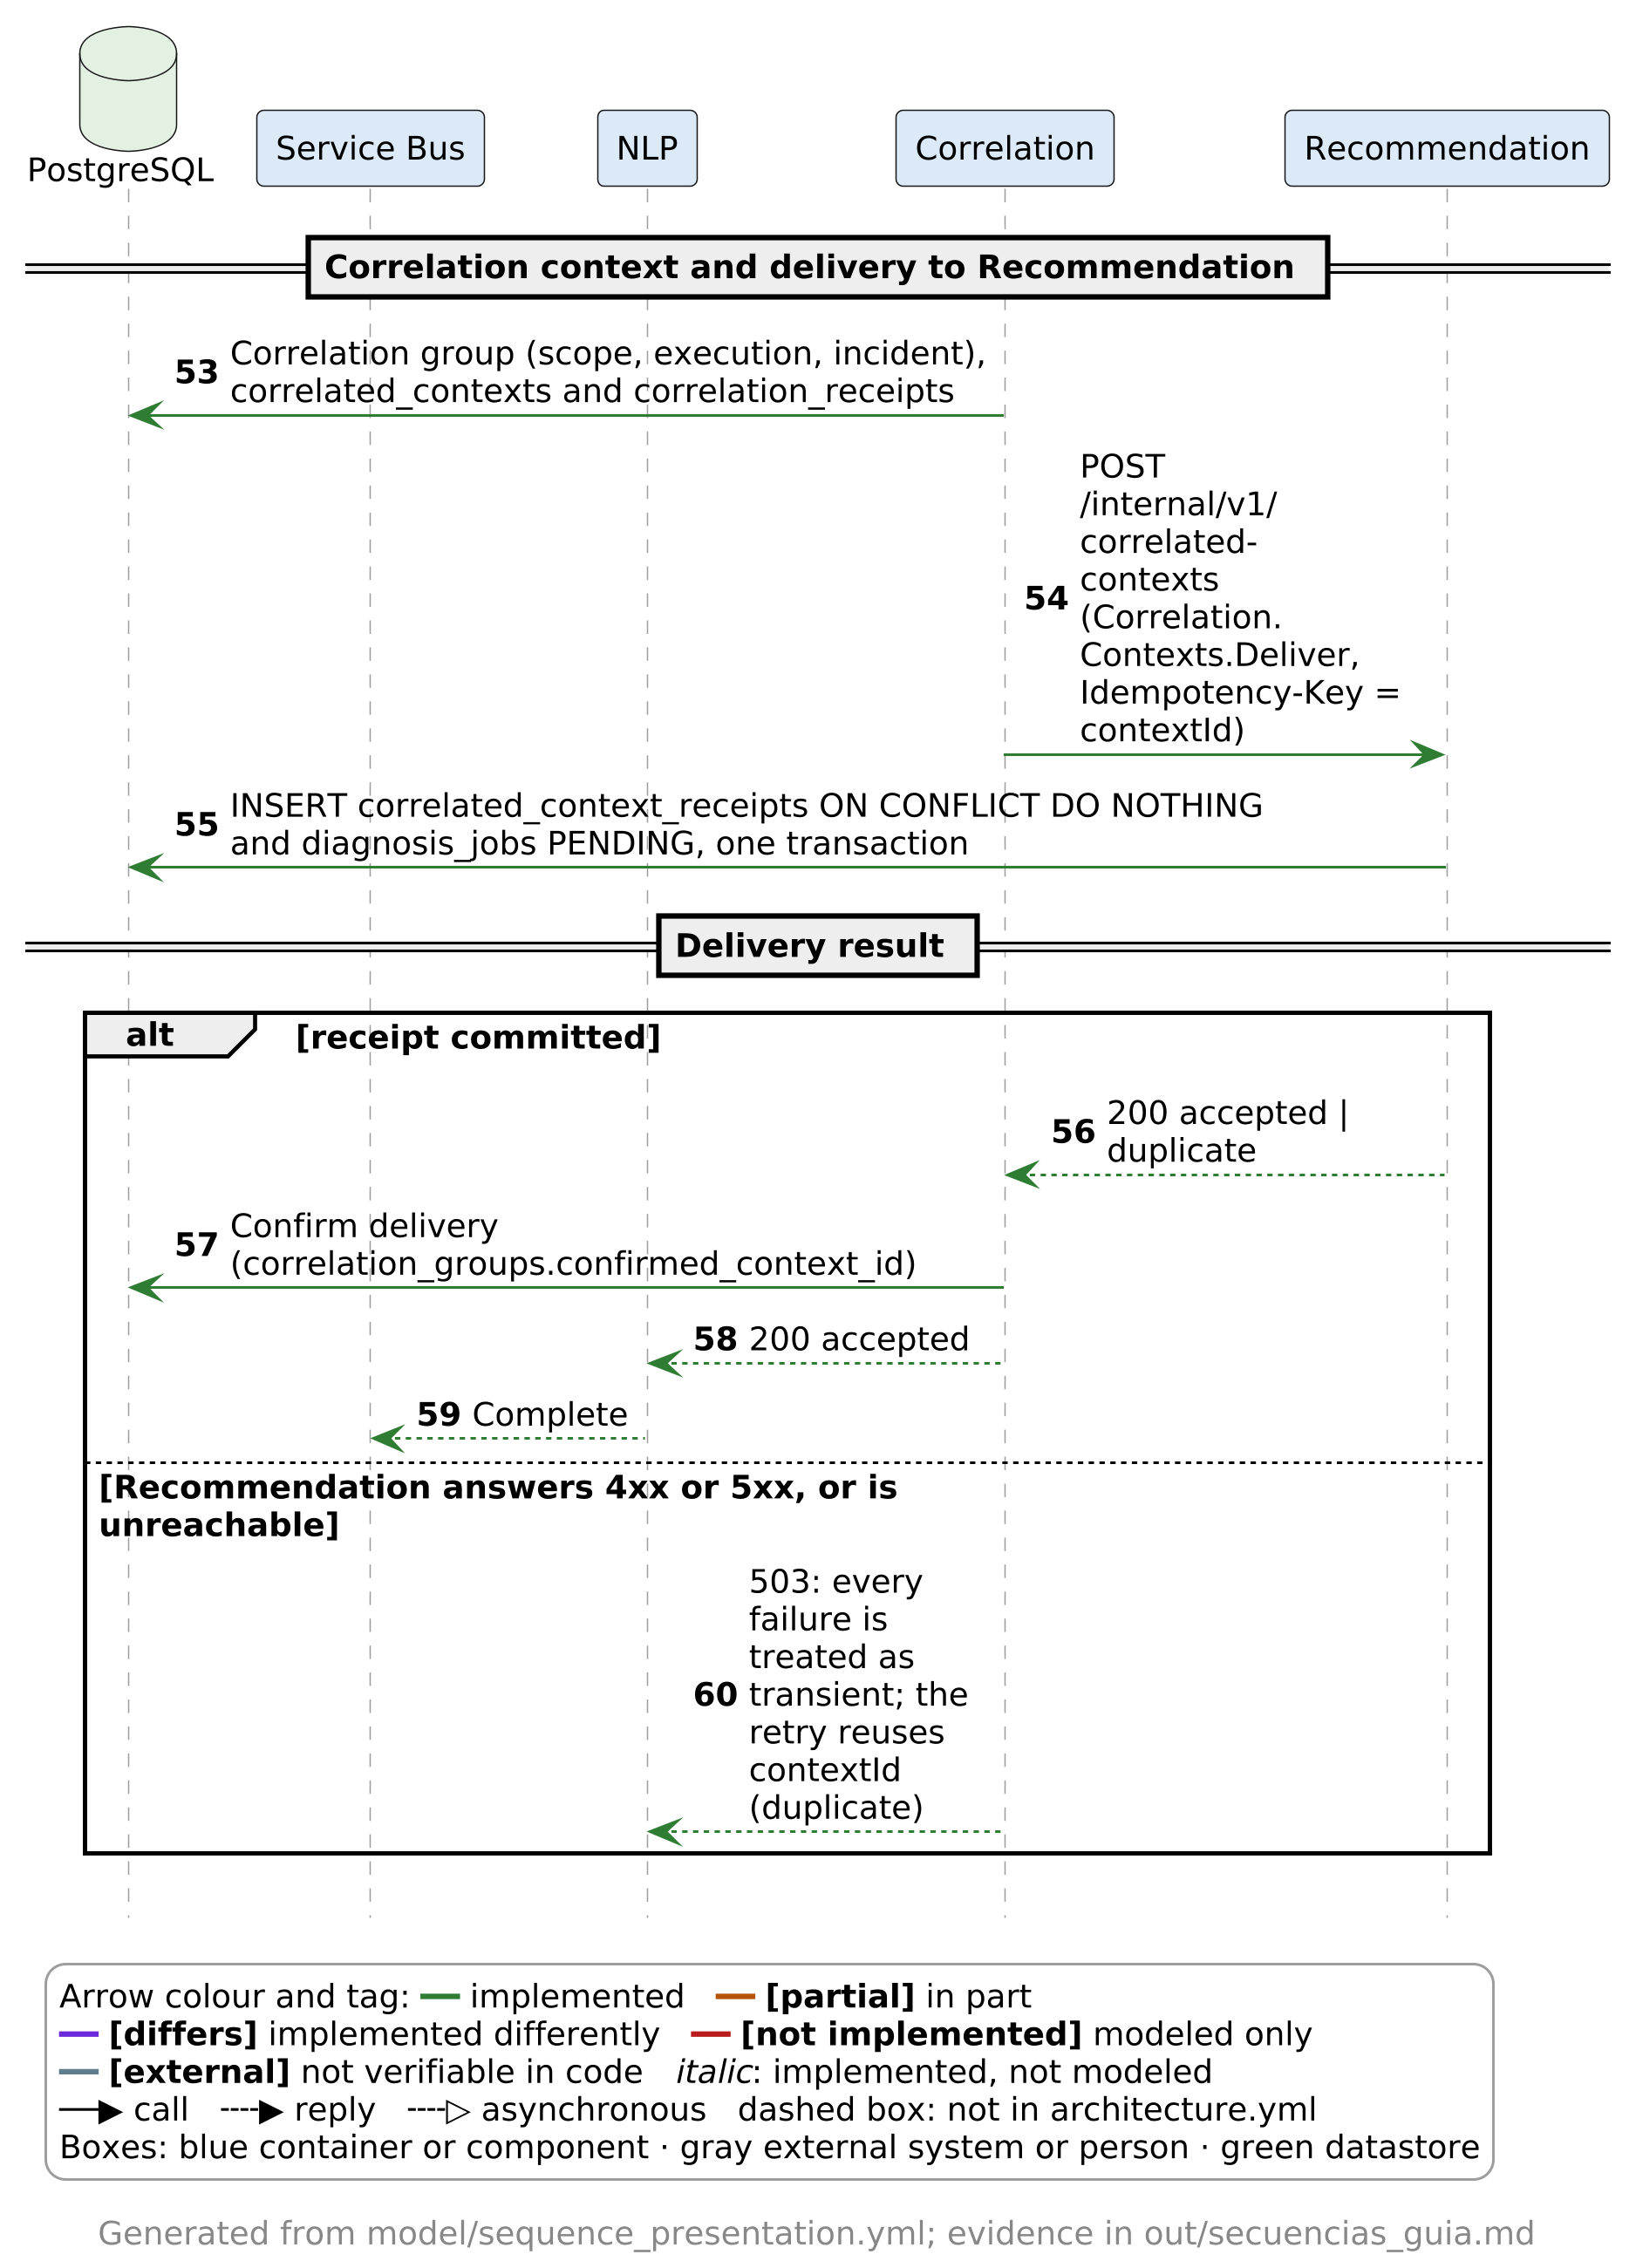 PostgreSQL
Service Bus
NLP
Correlation
Recommendation
Correlation context and delivery to Recommendation
53 Correlation group (scope, execution, incident),
correlated_contexts and correlation_receipts
POST
/internal/v1/
correlated-
contexts
54 (Correlation.
Contexts.Deliver,
Idempotency-Key =
contextId)
55 INSERT correlated_context_receipts ON CONFLICT DO NOTHING
and diagnosis_jobs PENDING, one transaction
Delivery result
alt [receipt committed]
56 200 accepted |
duplicate
57 Confirm delivery
(correlation_groups.confirmed_context_id)
58 200 accepted
59 Complete
[Recommendation answers 4xx or 5xx, or is
unreachable]
503: every
failure is
treated as
60 transient; the
retry reuses
contextId
(duplicate)
Arrow colour and tag: implemented [partial] in part
[differs] implemented differently [not implemented] modeled only
[external] not verifiable in code italic: implemented, not modeled
call reply asynchronous dashed box: not in architecture.yml
Boxes: blue container or component · gray external system or person · green datastore
Generated from model/sequence_presentation.yml; evidence in out/secuencias_guia.md